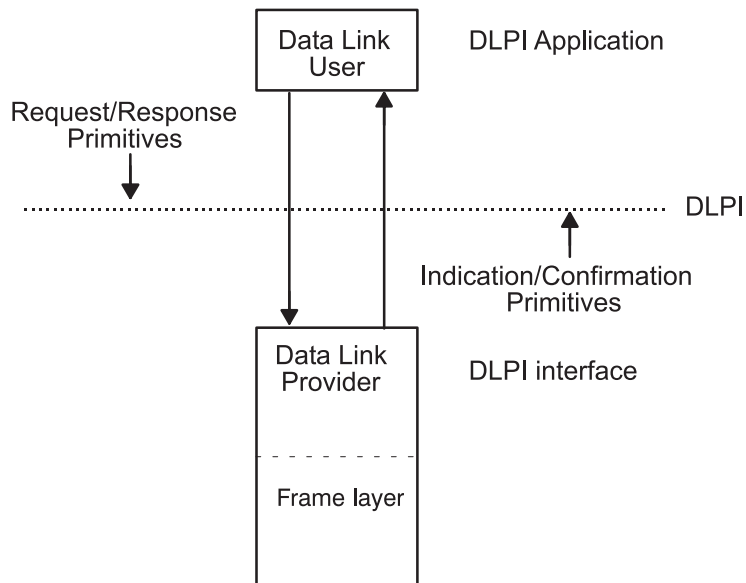 Data Link
User
DLPI Application
Request/Response
Primitives
DLPI
Indication/Confirmation
Primitives
Data Link
Provider
DLPI interface
Frame layer